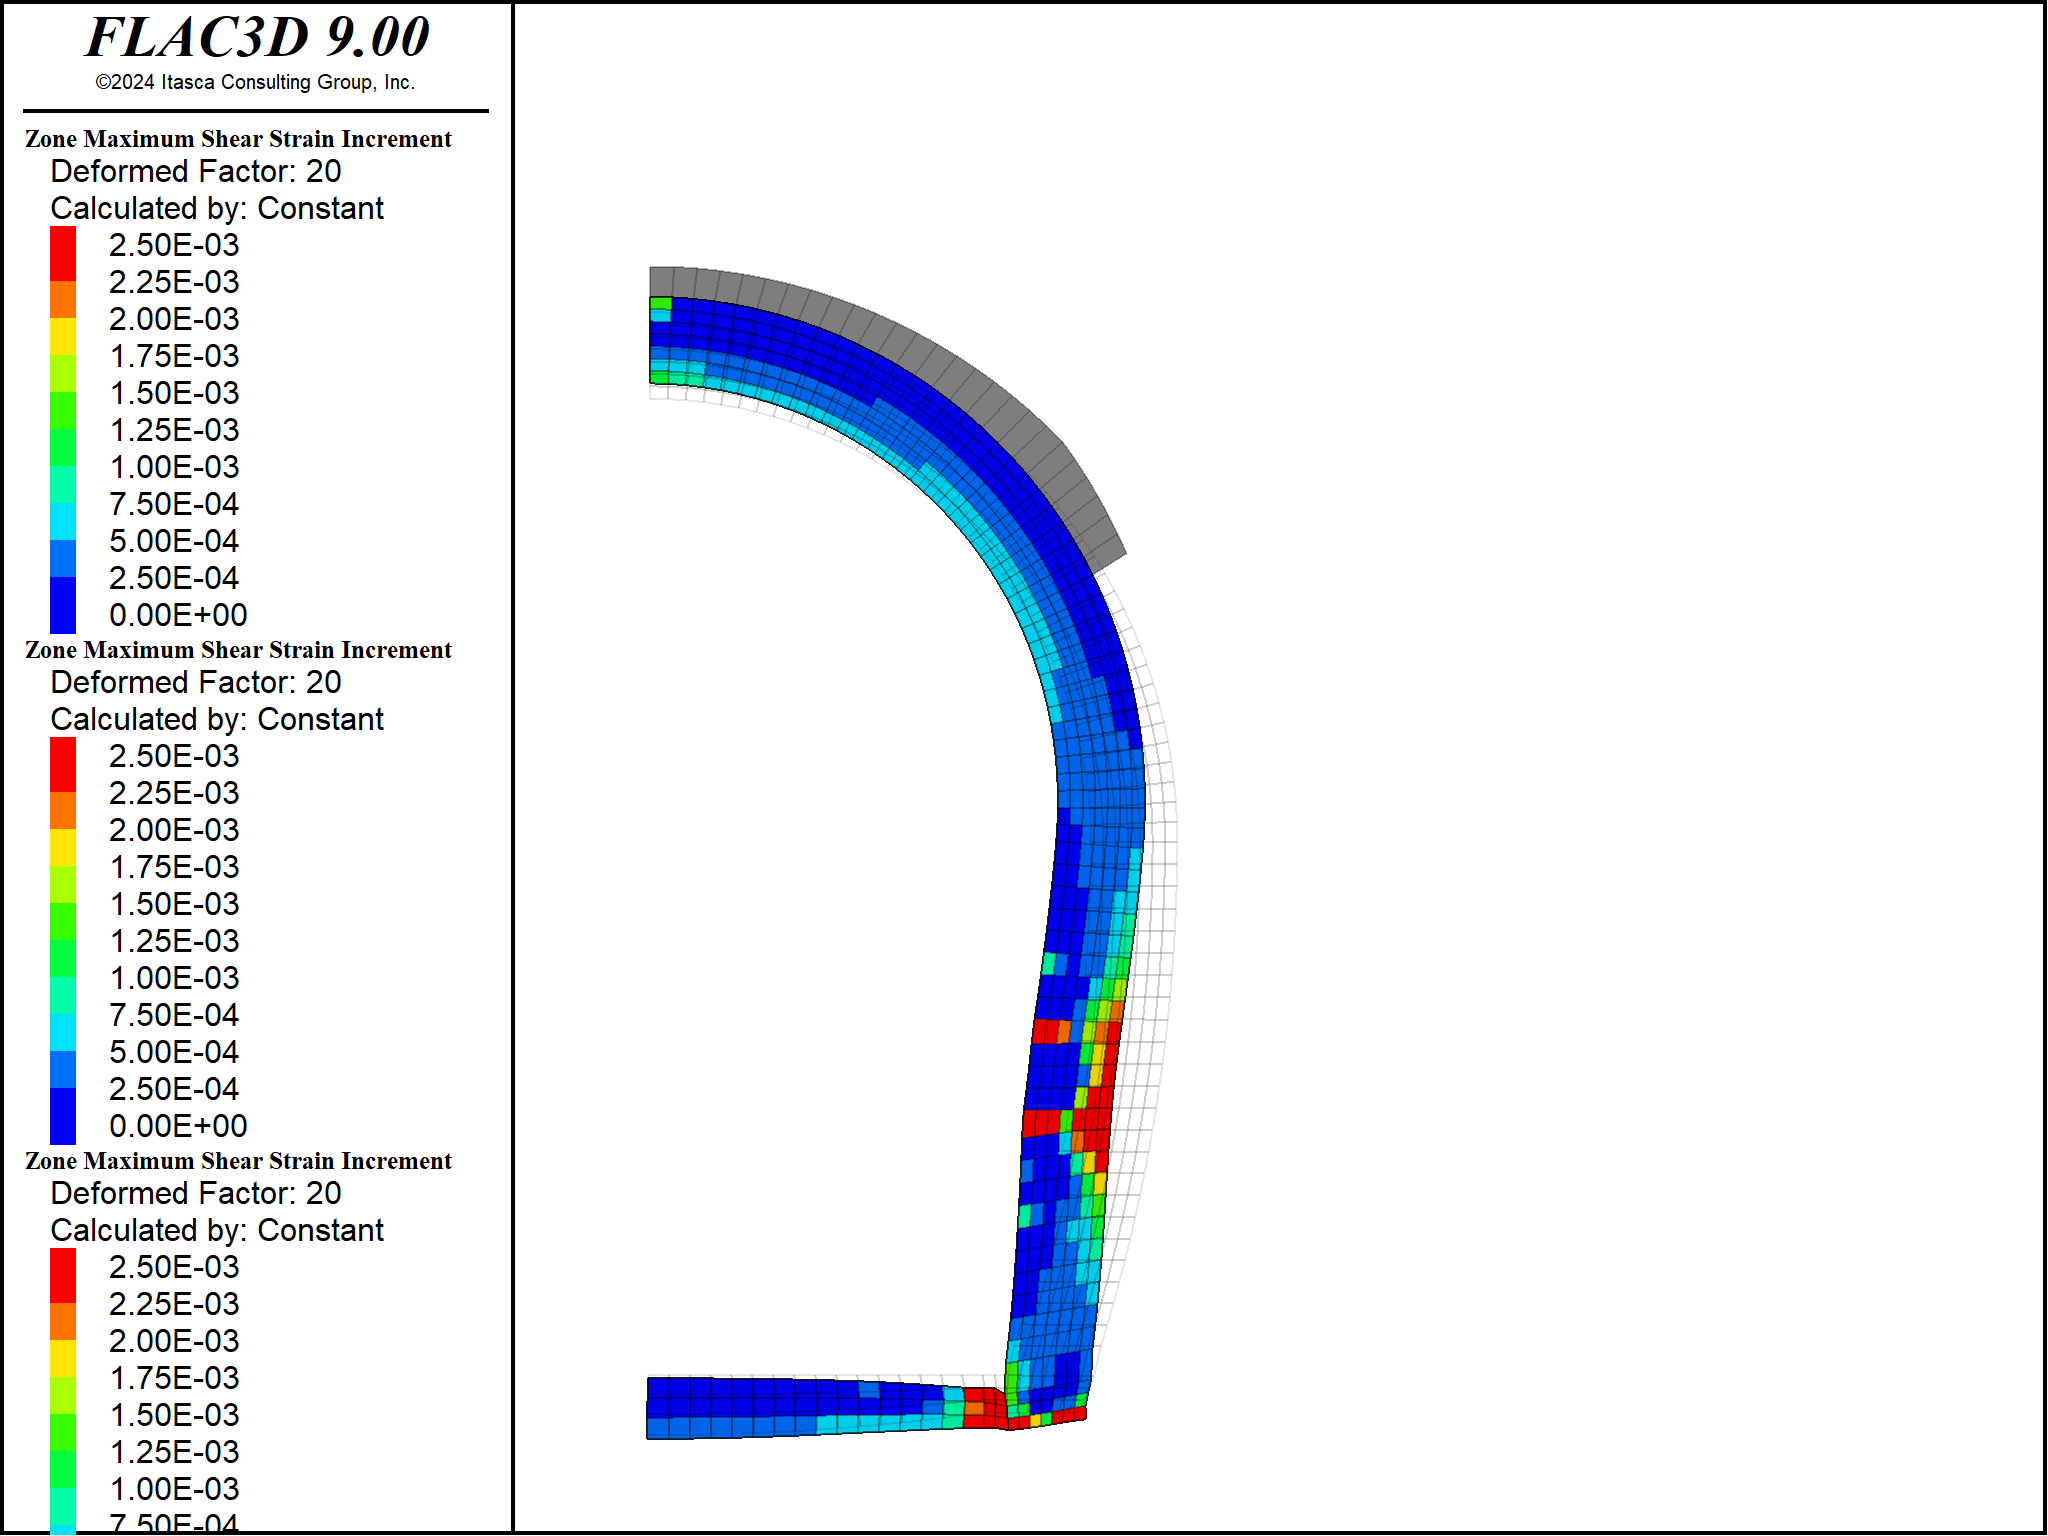 FLAC3D 9.00
©2024 Itasca Consulting Group, Inc.
Zone Maximum Shear Strain Increment
Deformed Factor: 20
Calculated by: Constant
2.50E-03
2.25E-03
2.00E-03
1.75E-03
1.50E-03
1.25E-03
1.00E-03
7.50E-04
5.00E-04
2.50E-04
0.00E+00
Zone Maximum Shear Strain Increment
Deformed Factor: 20
Calculated by: Constant
2.50E-03
2.25E-03
2.00E-03
1.75E-03
1.50E-03
1.25E-03
1.00E-03
7.50E-04
5.00E-04
2.50E-04
0.00E+00
Zone Maximum Shear Strain Increment
Deformed Factor: 20
Calculated by: Constant
2.50E-03
2.25E-03
2.00E-03
1.75E-03
1.50E-03
1.25E-03
1.00E-03
7.50E-04